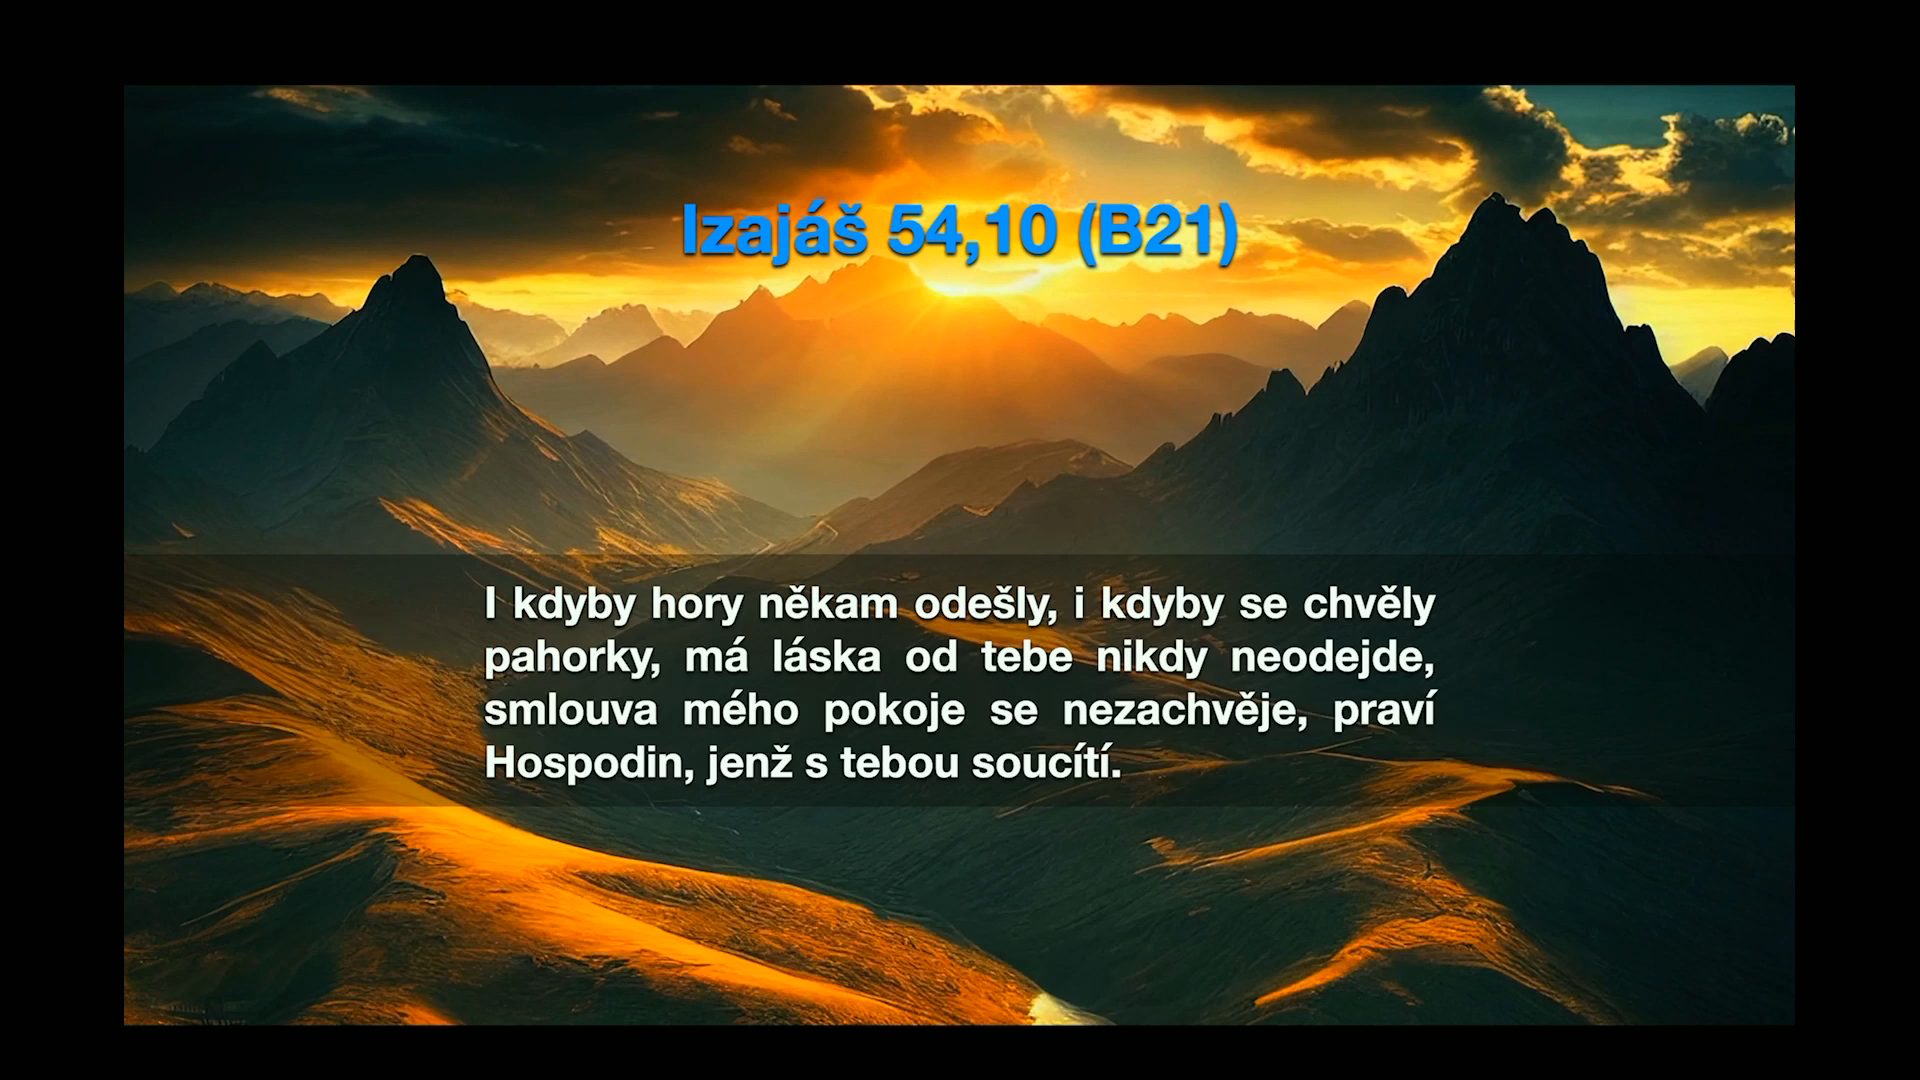 Izajáš 54,10 (B21)
I kdyby hory někam odešly, i kdyby se chvěly
pahorky, má láska od tebe nikdy neodejde,
smlouva mého pokoje se nezachvěje, praví
Hospodin, jenž s tebou soucítí.